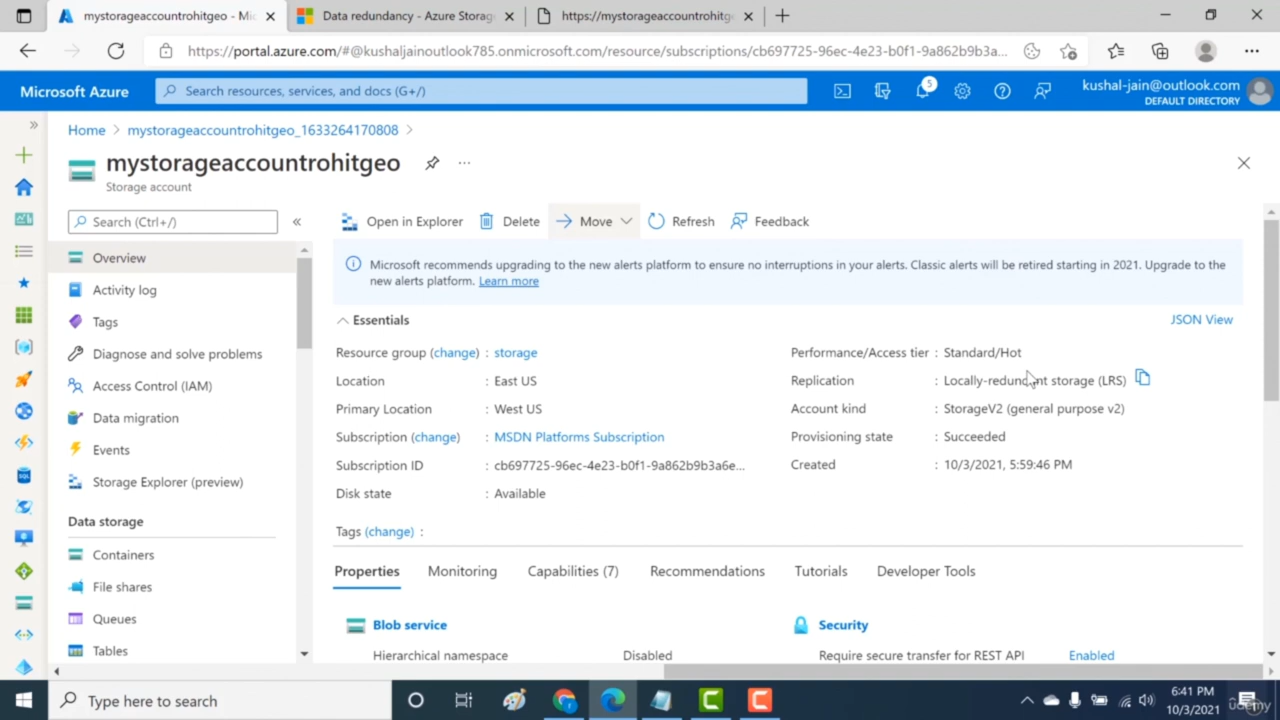 mystorageaccountrohitgeo - Mic
Data redundancy - Azure Storag
https://mystorageaccountrohitge
https://portal.azure.com/#@kushaljainoutlook785.onmicrosoft.com/resource/subscriptions/cb697725-96ec-4e23-b0f1-9a862b9b3a...
Microsoft Azure
Search resources, services, and docs (G+/)
5
kushal-jain@outlook.com
DEFAULT DIRECTORY
Home > mystorageaccountrohitgeo_1633264170808 >
mystorageaccountrohitgeo
Storage account
Search (Ctrl+/)
Open in Explorer Delete Move Refresh Feedback
Overview
Activity log
Tags
Diagnose and solve problems
Access Control (IAM)
Data migration
Events
Storage Explorer (preview)
Data storage
Containers
File shares
Queues
Tables
Microsoft recommends upgrading to the new alerts platform to ensure no interruptions in your alerts. Classic alerts will be retired starting in 2021. Upgrade to the
new alerts platform. Learn more
Essentials
JSON View
Resource group (change) : storage
Location : East US
Primary Location : West US
Subscription (change) : MSDN Platforms Subscription
Subscription ID : cb697725-96ec-4e23-b0f1-9a862b9b3a6e...
Disk state : Available
Performance/Access tier : Standard/Hot
Replication : Locally-redundant storage (LRS)
Account kind : StorageV2 (general purpose v2)
Provisioning state : Succeeded
Created : 10/3/2021, 5:59:46 PM
Tags (change) :
Properties Monitoring Capabilities (7) Recommendations Tutorials Developer Tools
Blob service
Hierarchical namespace Disabled
Security
Require secure transfer for REST API Enabled
Type here to search
6:41 PM
10/3/2021
udemy